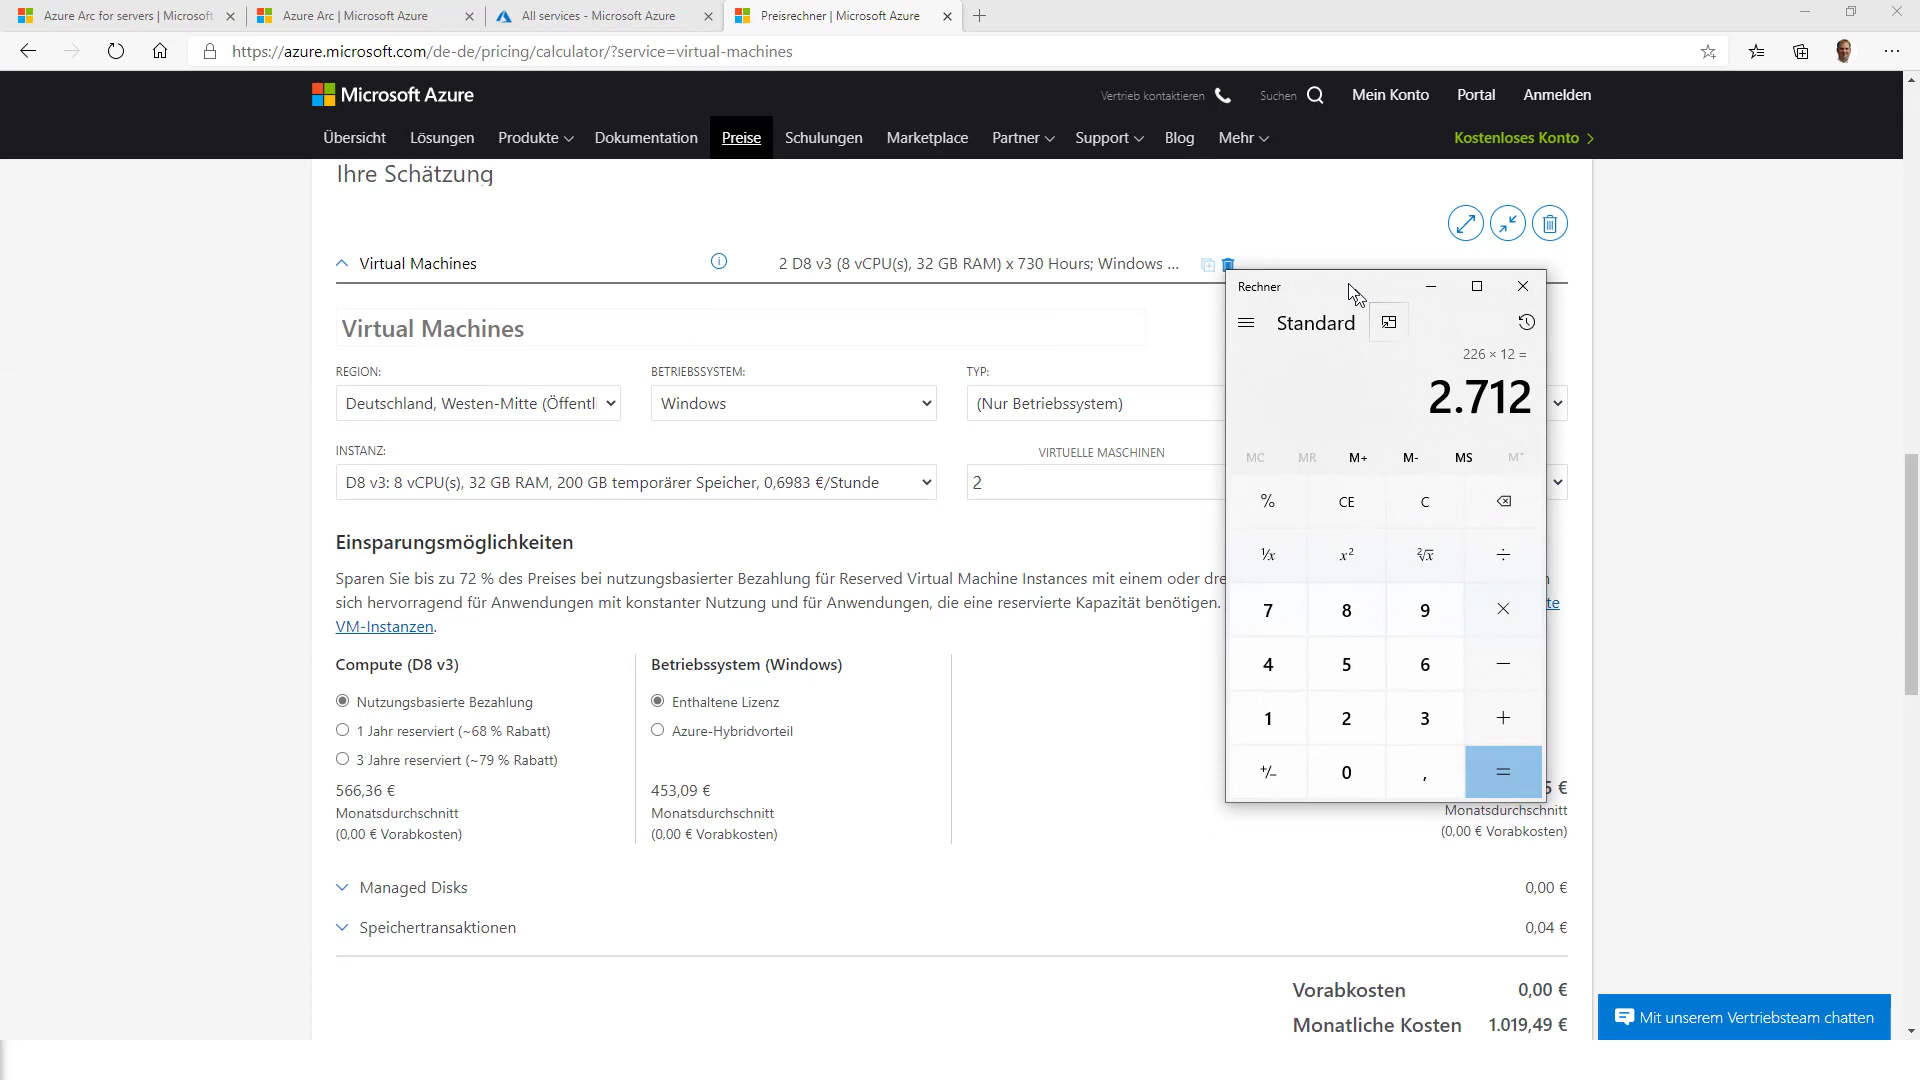 Azure Arc for servers | Microsoft
Azure Arc | Microsoft Azure
All services - Microsoft Azure
Preisrechner | Microsoft Azure
https://azure.microsoft.com/de-de/pricing/calculator/?service=virtual-machines
Microsoft Azure
Vertrieb kontaktieren
Suchen
Mein Konto
Portal
Anmelden
Übersicht
Lösungen
Produkte
Dokumentation
Preise
Schulungen
Marketplace
Partner
Support
Blog
Mehr
Kostenloses Konto
Ihre Schätzung
Virtual Machines
2 D8 v3 (8 vCPU(s), 32 GB RAM) x 730 Hours; Windows ...
Virtual Machines
REGION:
BETRIEBSSYSTEM:
TYP:
Deutschland, Westen-Mitte (Öffentli
Windows
(Nur Betriebssystem)
INSTANZ:
VIRTUELLE MASCHINEN
D8 v3: 8 vCPU(s), 32 GB RAM, 200 GB temporärer Speicher, 0,6983 €/Stunde
2
Einsparungsmöglichkeiten
Sparen Sie bis zu 72 % des Preises bei nutzungsbasierter Bezahlung für Reserved Virtual Machine Instances mit einem oder dre
sich hervorragend für Anwendungen mit konstanter Nutzung und für Anwendungen, die eine reservierte Kapazität benötigen. te
VM-Instanzen.
Compute (D8 v3)
Nutzungsbasierte Bezahlung
1 Jahr reserviert (~68 % Rabatt)
3 Jahre reserviert (~79 % Rabatt)
566,36 €
Monatsdurchschnitt
(0,00 € Vorabkosten)
Betriebssystem (Windows)
Enthaltene Lizenz
Azure-Hybridvorteil
453,09 €
Monatsdurchschnitt
(0,00 € Vorabkosten)
5 €
Monatsdurchschnitt
(0,00 € Vorabkosten)
Managed Disks
0,00 €
Speichertransaktionen
0,04 €
Vorabkosten
0,00 €
Monatliche Kosten
1.019,49 €
Mit unserem Vertriebsteam chatten
Rechner
Standard
226 × 12 =
2.712
MC MR M+ M- MS M˅
% CE C
¹/x x² ²√x ÷
7 8 9 ×
4 5 6 −
1 2 3 +
+/− 0 , =